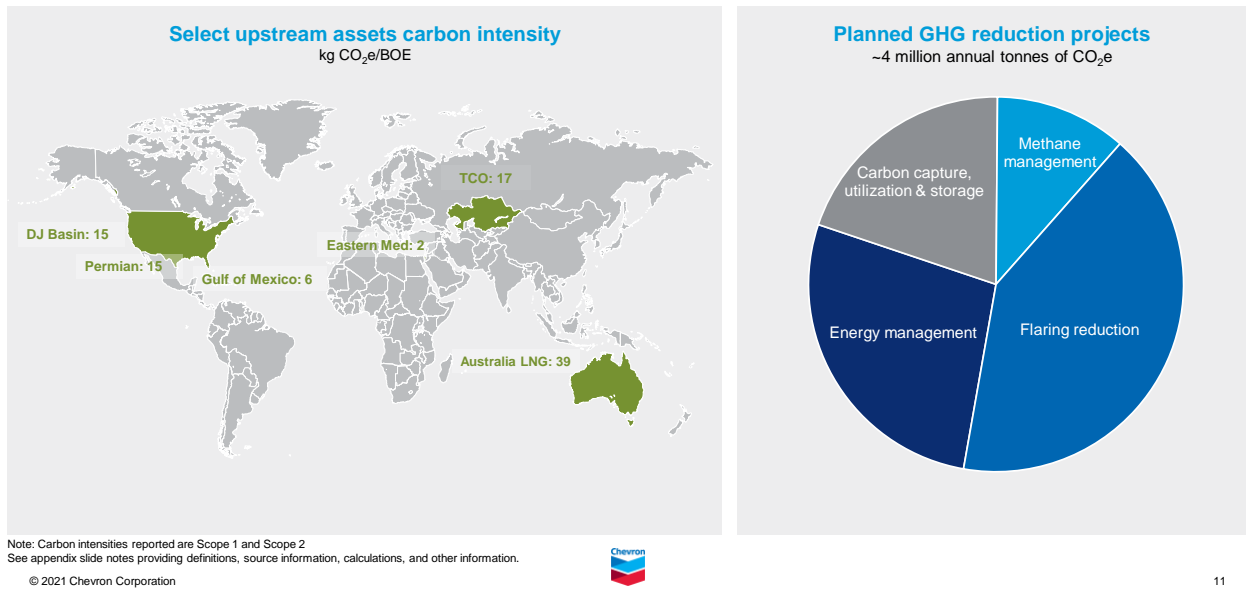 Select upstream assets carbon intensity
kg CO₂e/BOE
TCO: 17
DJ Basin: 15
Eastern Med: 2
Permian: 15
Gulf of Mexico: 6
Australia LNG: 39
Planned GHG reduction projects
~4 million annual tonnes of CO₂e
Methane
management
Carbon capture,
utilization & storage
Energy management
Flaring reduction
Note: Carbon intensities reported are Scope 1 and Scope 2
See appendix slide notes providing definitions, source information, calculations, and other information.
© 2021 Chevron Corporation
Chevron
11